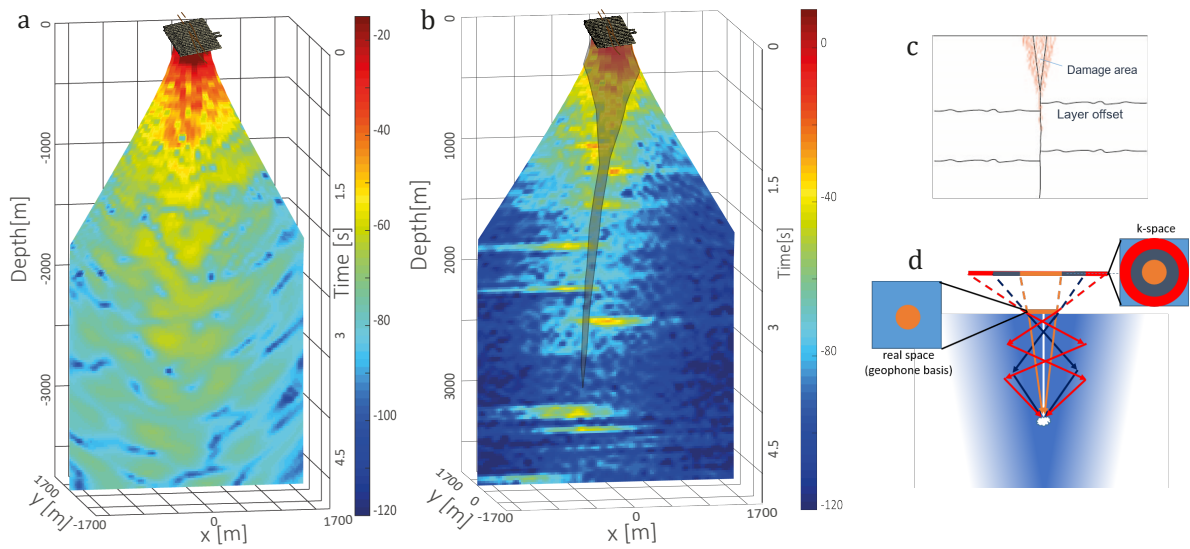 a
0
-1000
-2000
-3000
Depth[m]
0
1.5
3
4.5
Time [s]
1700
y [m]
-1700
0
x [m]
1700
-20
-40
-60
-80
-100
-120
b
0
1000
2000
3000
Depth[m]
0
1.5
3
4.5
Time[s]
1700
0
y [m]
-1700
0
x [m]
1700
0
-40
-80
-120
c
Damage area
Layer offset
d
k-space
real space
(geophone basis)